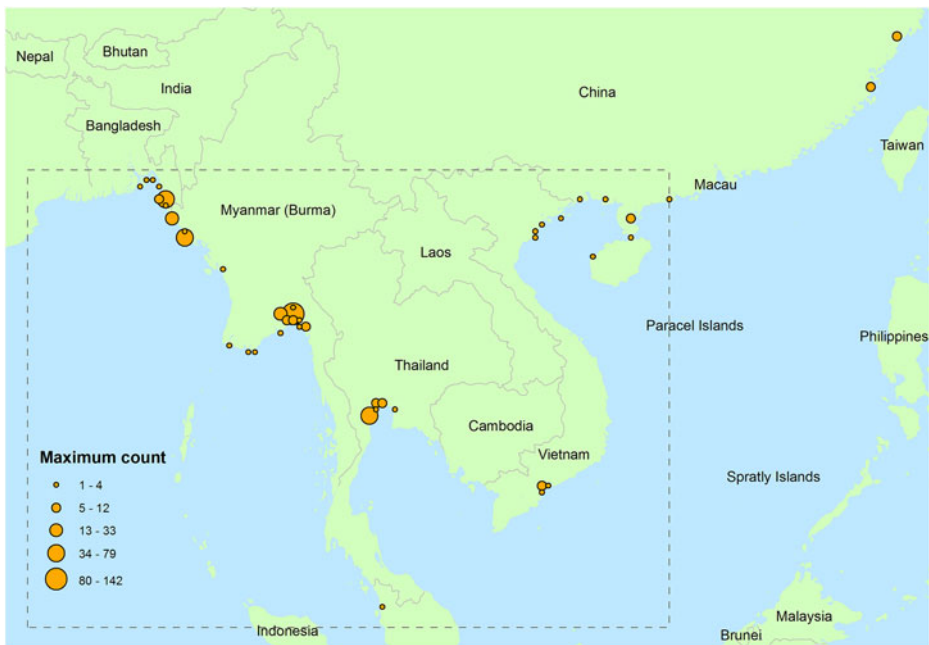 Nepal
Bhutan
India
China
Bangladesh
Taiwan
Macau
Myanmar (Burma)
Laos
Paracel Islands
Philippines
Thailand
Cambodia
Vietnam
Maximum count
Spratly Islands
1 - 4
5 - 12
13 - 33
34 - 79
80 - 142
Malaysia
Indonesia
Brunei